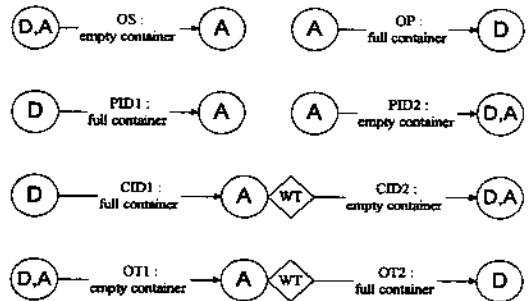 D,A OS : empty container A
A OP : full container D
D PID1 : full container A
A PID2 : empty container D,A
D CID1 : full container A WT CID2 : empty container D,A
D,A OT1 : empty container A WT OT2 : full container D